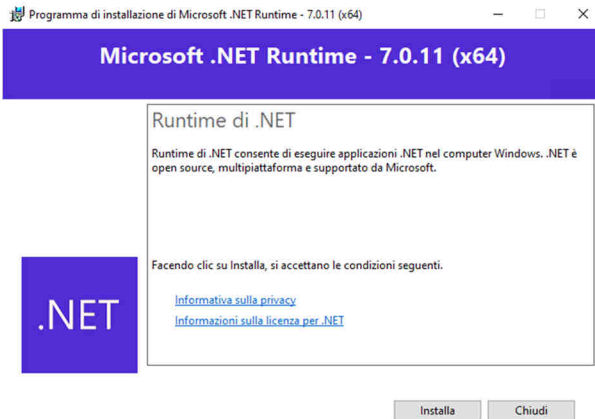 Programma di installazione di Microsoft .NET Runtime - 7.0.11 (x64)
Microsoft .NET Runtime - 7.0.11 (x64)
Runtime di .NET
Runtime di .NET consente di eseguire applicazioni .NET nel computer Windows. .NET è
open source, multipiattaforma e supportato da Microsoft.
Facendo clic su Installa, si accettano le condizioni seguenti.
Informativa sulla privacy
Informazioni sulla licenza per .NET
.NET
Installa
Chiudi